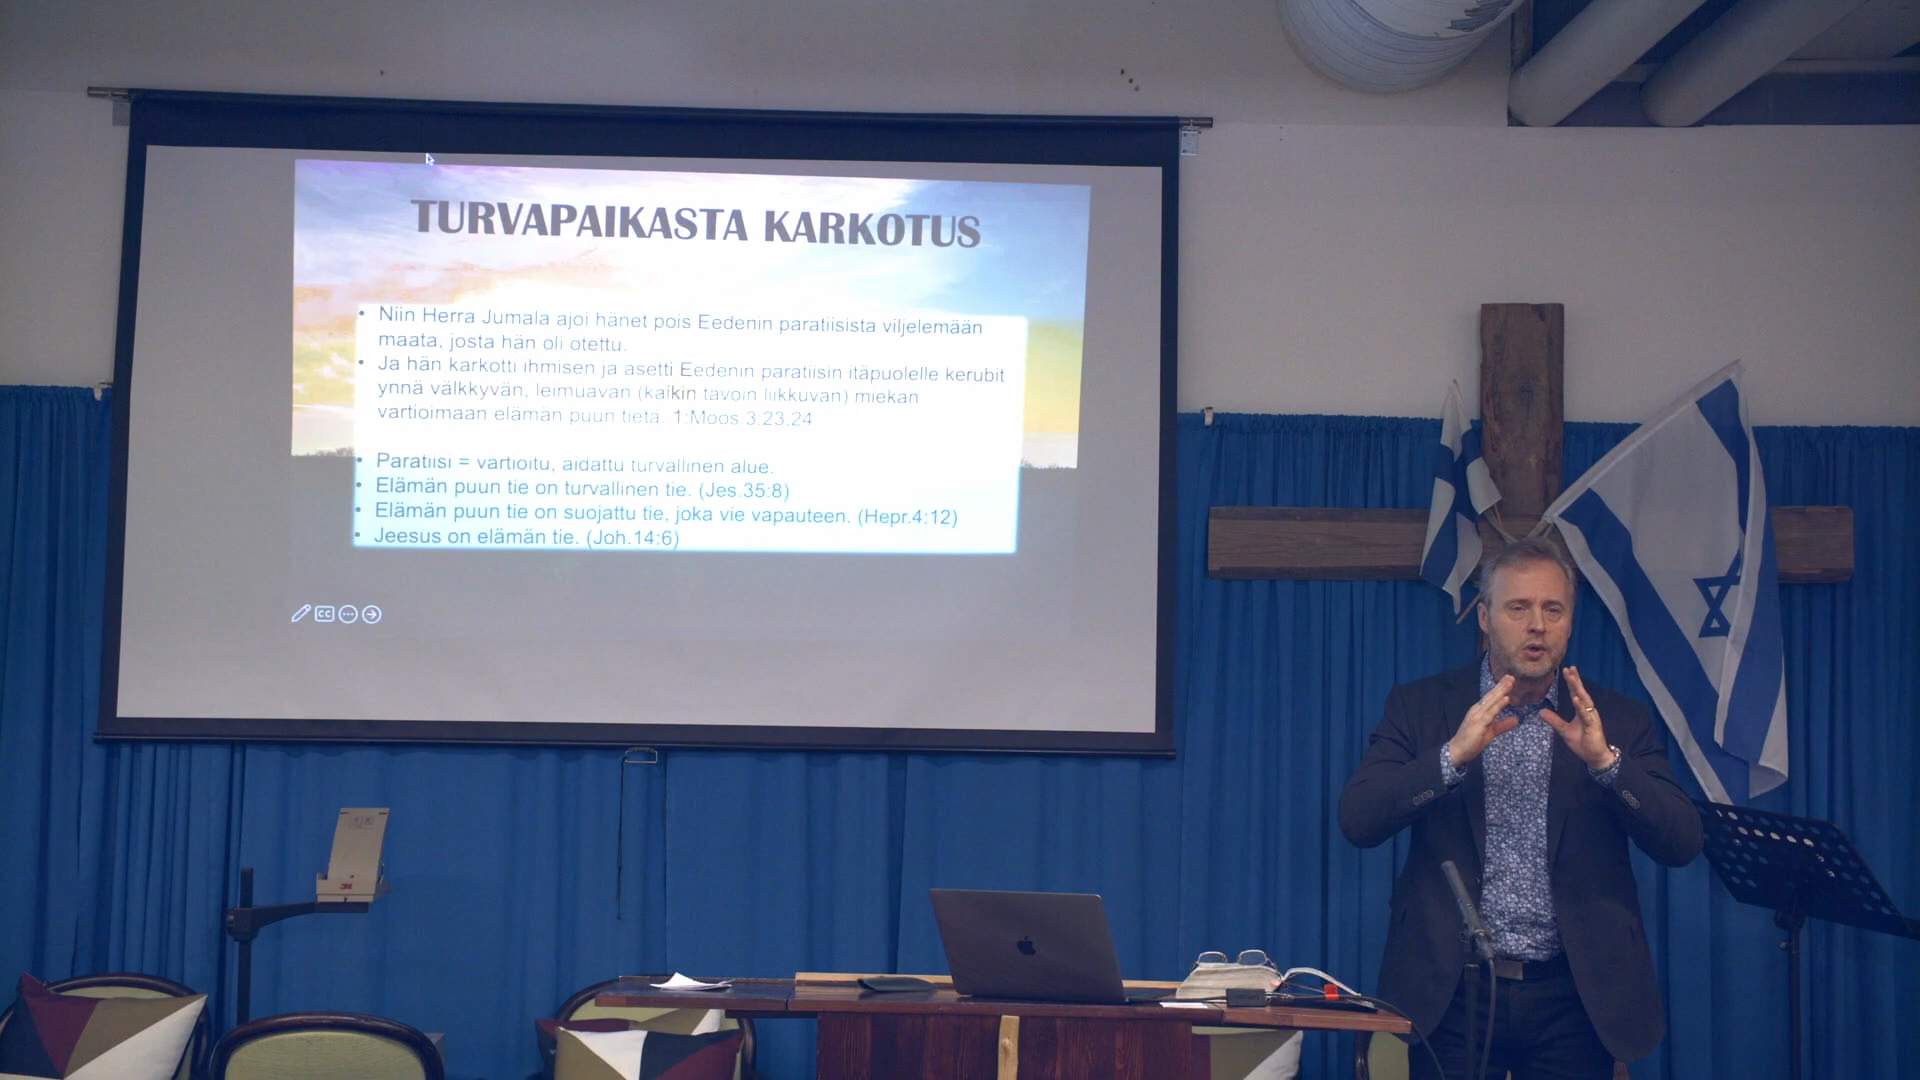 TURVAPAIKASTA KARKOTUS
• Niin Herra Jumala ajoi hänet pois Eedenin paratiisista viljelemään
maata, josta hän oli otettu.
• Ja hän karkotti ihmisen ja asetti Eedenin paratiisin itäpuolelle kerubit
ynnä välkkyvän, leimuavan (kaikin tavoin liikkuvan) miekan
vartioimaan elämän puun tietä. 1:Moos.3:23,24
• Paratiisi = vartioitu, aidattu turvallinen alue.
• Elämän puun tie on turvallinen tie. (Jes.35:8)
• Elämän puun tie on suojattu tie, joka vie vapauteen. (Hepr.4:12)
• Jeesus on elämän tie. (Joh.14:6)
CC
3M